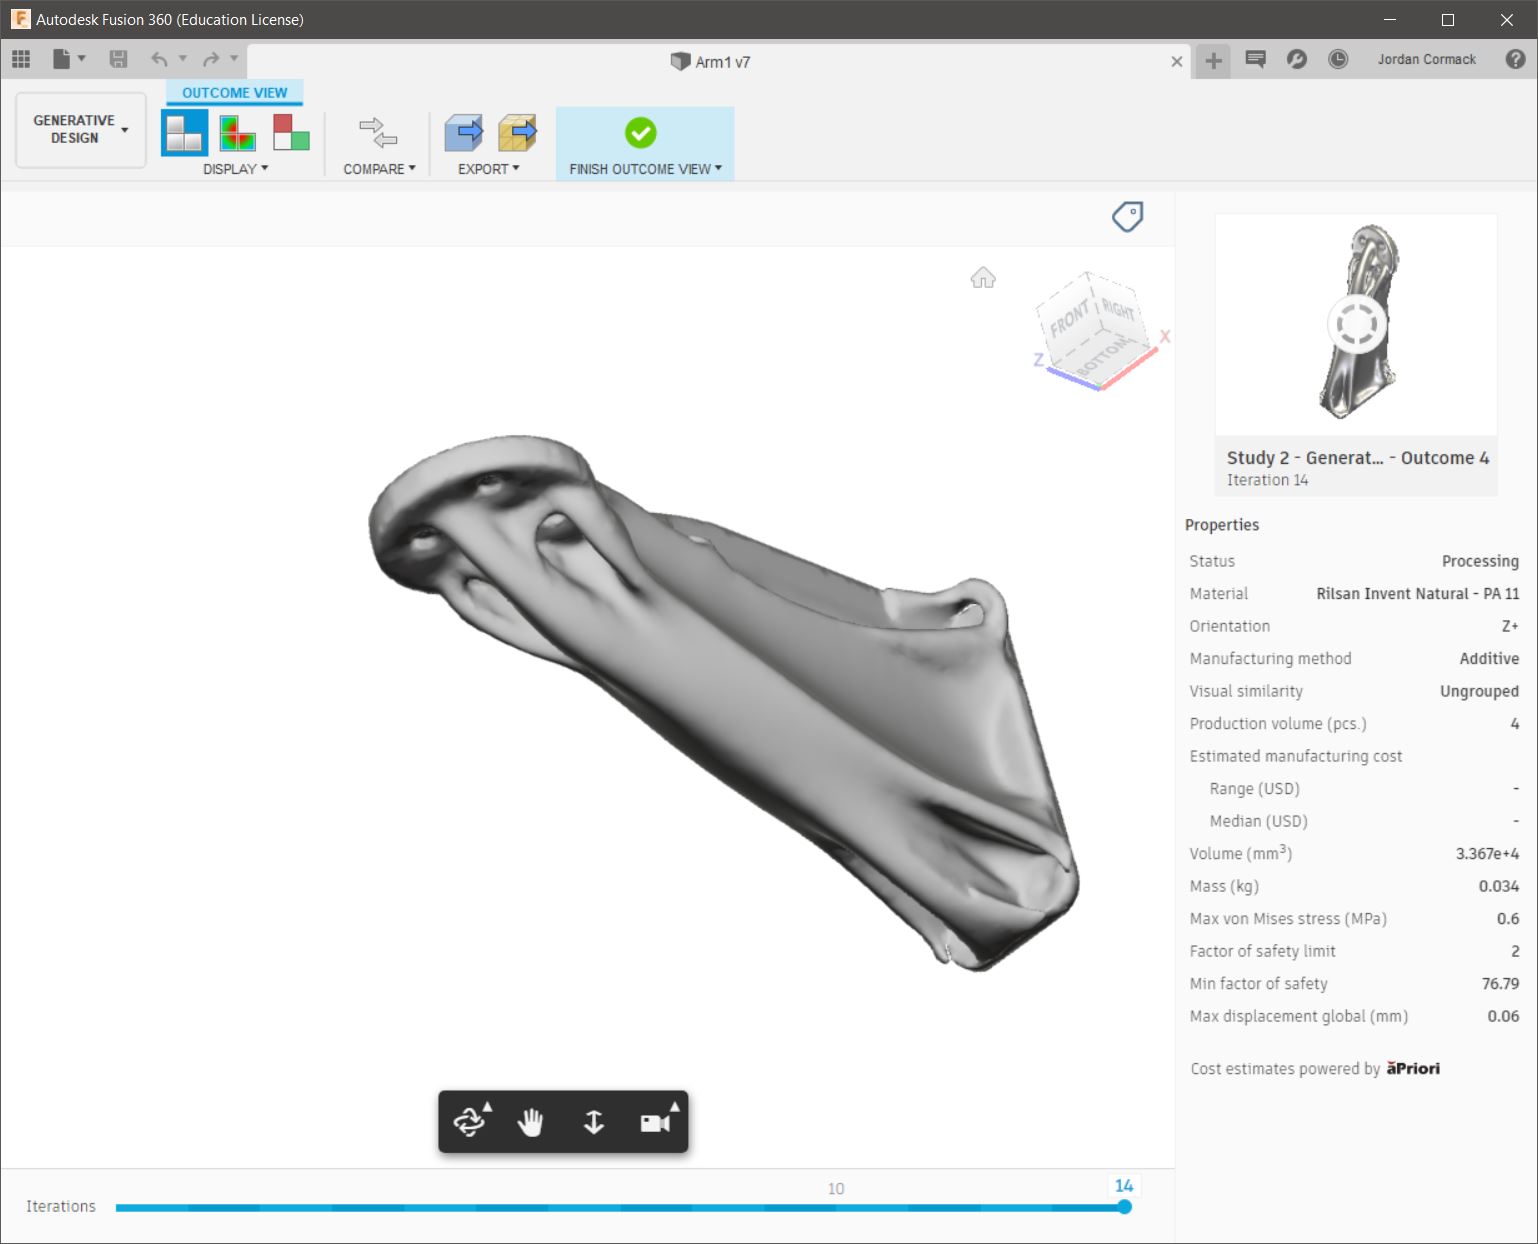 Autodesk Fusion 360 (Education License)
Arm1 v7
Jordan Cormack
OUTCOME VIEW
GENERATIVE
DESIGN
DISPLAY
COMPARE
EXPORT
FINISH OUTCOME VIEW
FRONT
RIGHT
BOTTOM
Z
X
Study 2 - Generat... - Outcome 4
Iteration 14
Properties
Status Processing
Material Rilsan Invent Natural - PA 11
Orientation Z+
Manufacturing method Additive
Visual similarity Ungrouped
Production volume (pcs.) 4
Estimated manufacturing cost
Range (USD) -
Median (USD) -
Volume (mm³) 3.367e+4
Mass (kg) 0.034
Max von Mises stress (MPa) 0.6
Factor of safety limit 2
Min factor of safety 76.79
Max displacement global (mm) 0.06
Cost estimates powered by aPriori
10
14
Iterations